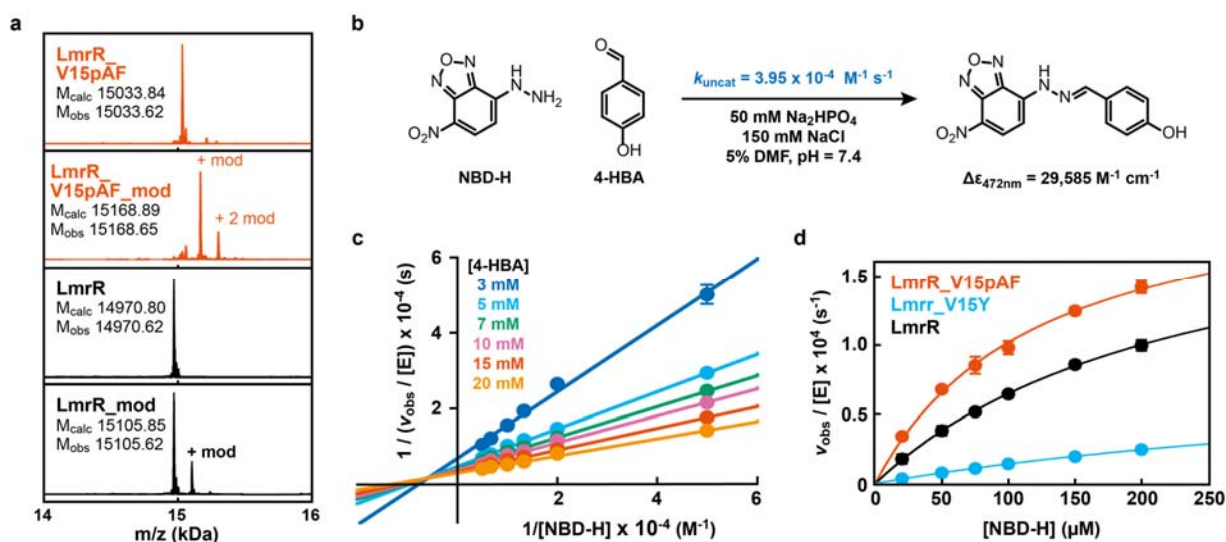 a
LmrR_
V15pAF
Mcalc 15033.84
Mobs 15033.62
LmrR_
V15pAF_mod
Mcalc 15168.89
Mobs 15168.65
+ mod
+ 2 mod
LmrR
Mcalc 14970.80
Mobs 14970.62
LmrR_mod
Mcalc 15105.85
Mobs 15105.62
+ mod
14 15 16
m/z (kDa)
b
N O N
H
N
NH2
NO2
NBD-H
O
OH
4-HBA
kuncat = 3.95 x 10-4 M-1 s-1
50 mM Na2HPO4
150 mM NaCl
5% DMF, pH = 7.4
N O N
H
N
N
NO2
OH
Δε472nm = 29,585 M-1 cm-1
c
[4-HBA]
3 mM
5 mM
7 mM
10 mM
15 mM
20 mM
1 / (vobs / [E]) x 10-4 (s)
6
4
2
2 4 6
1/[NBD-H] x 10-4 (M-1)
d
LmrR_V15pAF
Lmrr_V15Y
LmrR
vobs / [E] x 104 (s-1)
1.5
1.0
0.5
0
0 50 100 150 200 250
[NBD-H] (µM)